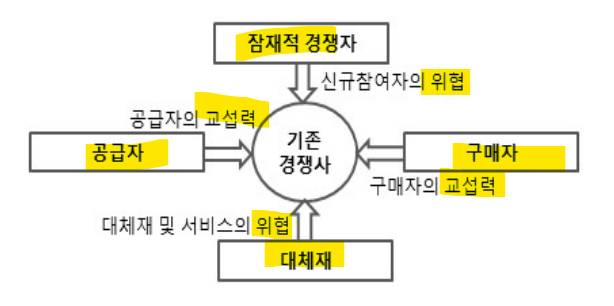 잠재적 경쟁자
신규참여자의 위협
공급자의 교섭력
공급자
기존
경쟁사
구매자
구매자의 교섭력
대체재 및 서비스의 위협
대체재